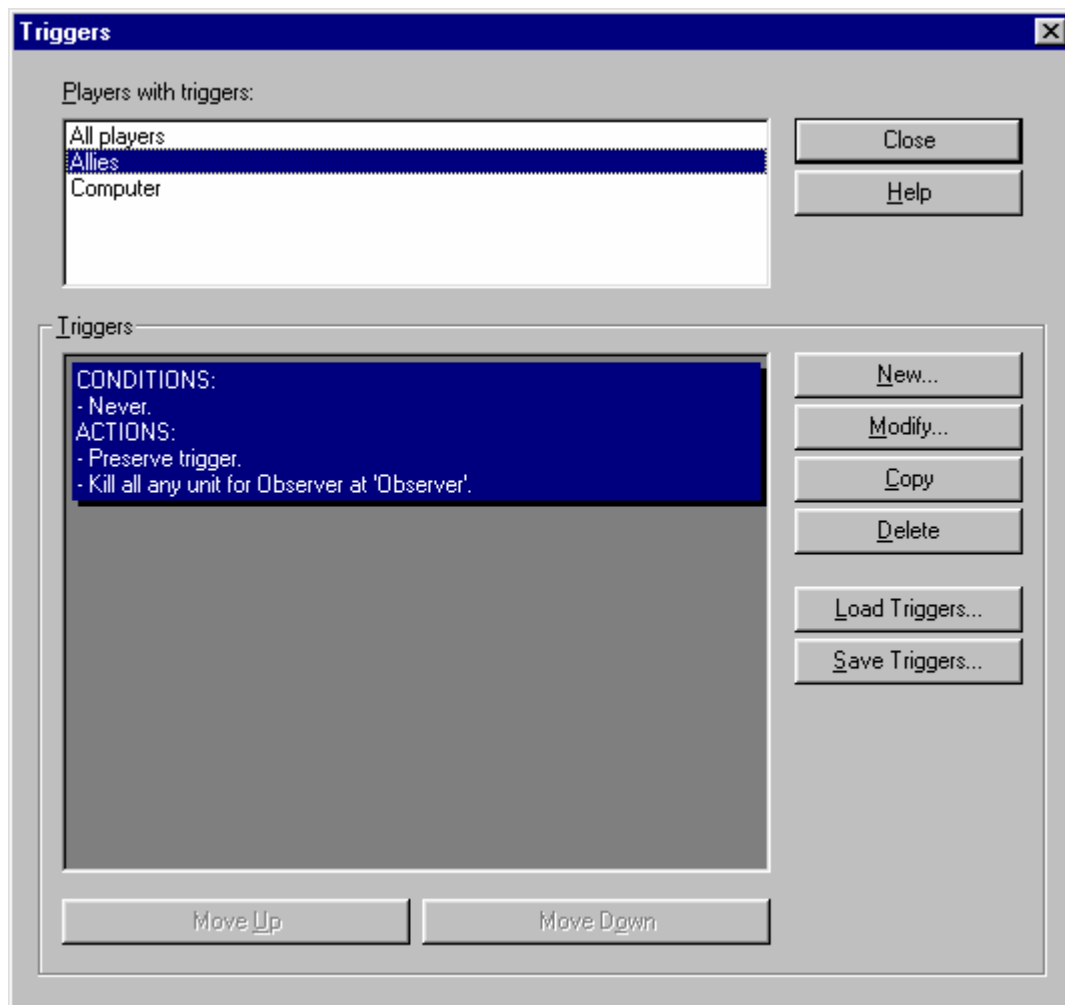 Triggers
Players with triggers:
All players
Allies
Computer
Close
Help
Triggers
CONDITIONS:
- Never.
ACTIONS:
- Preserve trigger.
- Kill all any unit for Observer at 'Observer'.
New...
Modify...
Copy
Delete
Load Triggers...
Save Triggers...
Move Up
Move Down